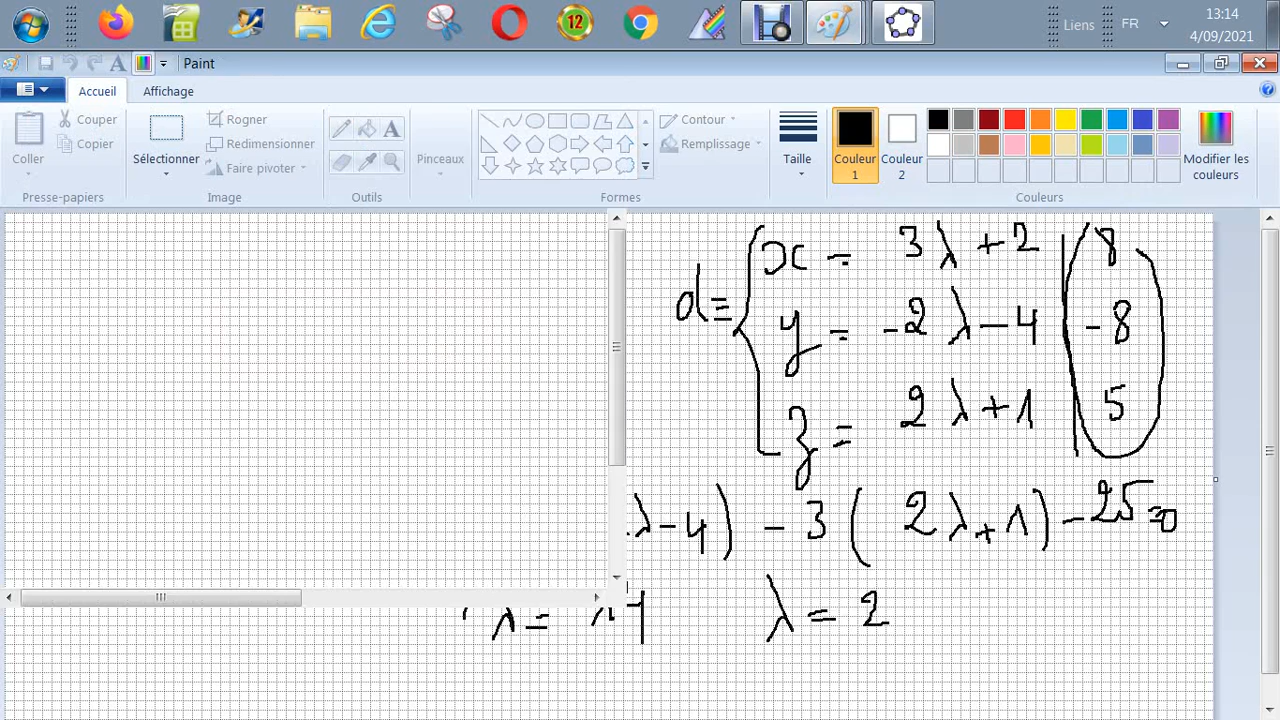 12
Liens
FR
13:14
4/09/2021
Paint
Accueil
Affichage
Coller
Couper
Copier
Presse-papiers
Sélectionner
Rogner
Redimensionner
Faire pivoter
Image
A
Outils
Pinceaux
Contour
Remplissage
Formes
Taille
Couleur 1
Couleur 2
Modifier les couleurs
Couleurs
d= { x = 3λ+2 | 8
y = -2λ-4 | -8
z = 2λ+1 | 5
λ-4) -3( 2λ+1) -25=0
λ= λ = 2